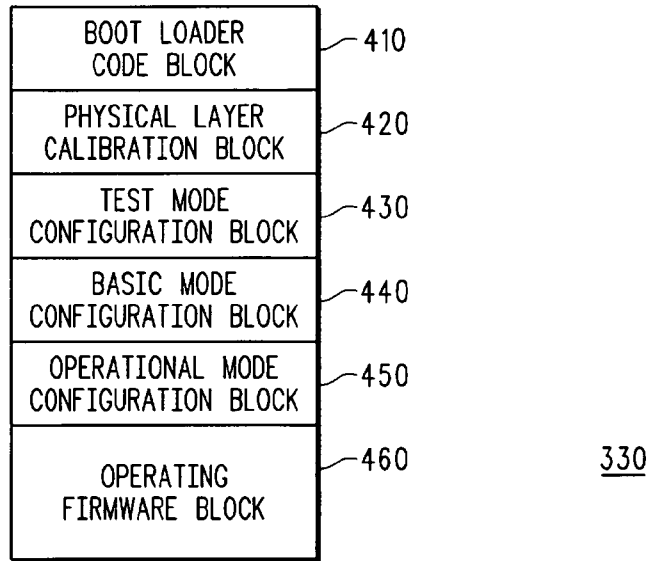 BOOT LOADER
CODE BLOCK
410
PHYSICAL LAYER
CALIBRATION BLOCK
420
TEST MODE
CONFIGURATION BLOCK
430
BASIC MODE
CONFIGURATION BLOCK
440
OPERATIONAL MODE
CONFIGURATION BLOCK
450
OPERATING
FIRMWARE BLOCK
460
330